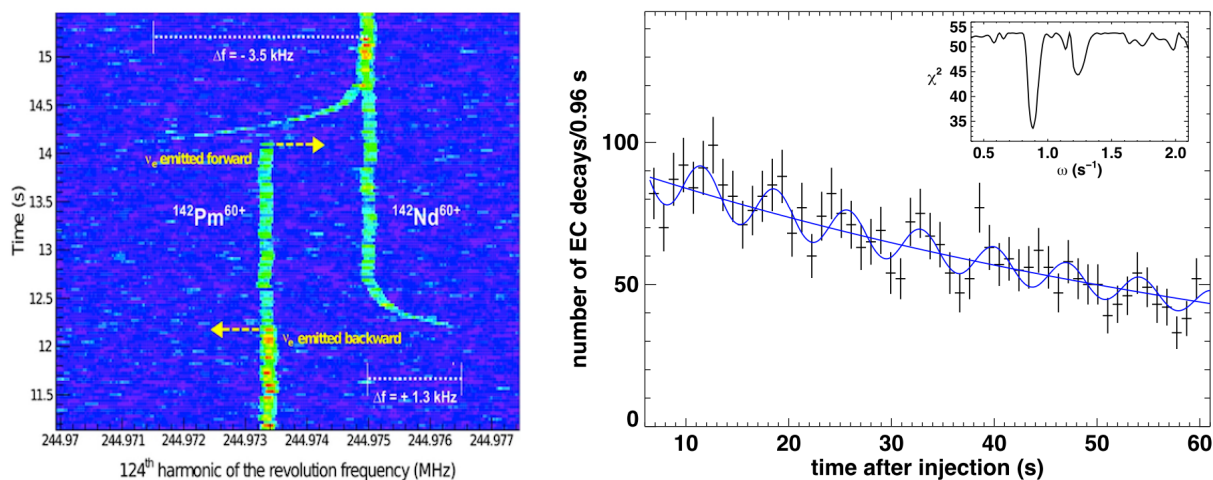 15
14.5
14
13.5
13
12.5
12
11.5
Time (s)
Δf = - 3.5 kHz
νe emitted forward
¹⁴²Pm⁶⁰⁺
¹⁴²Nd⁶⁰⁺
νe emitted backward
Δf = + 1.3 kHz
244.97 244.971 244.972 244.973 244.974 244.975 244.976 244.977
124th harmonic of the revolution frequency (MHz)
number of EC decays/0.96 s
100
50
0
10 20 30 40 50 60
time after injection (s)
55
50
45
40
35
χ²
0.5 1.0 1.5 2.0
ω (s⁻¹)